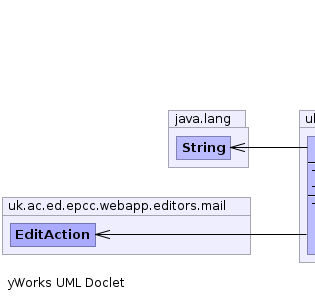 java.lang
String
uk.ac.ed.epcc.webapp.editors.mail
EditAction
yWorks UML Doclet